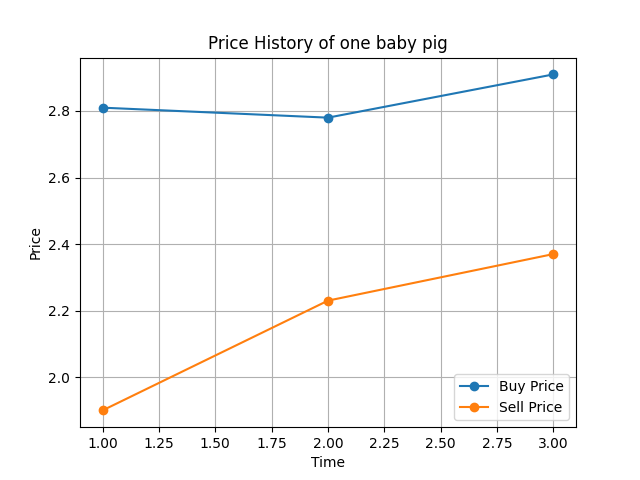 Price History of one baby pig
Price
2.8
2.6
2.4
2.2
2.0
Buy Price
Sell Price
1.00 1.25 1.50 1.75 2.00 2.25 2.50 2.75 3.00
Time